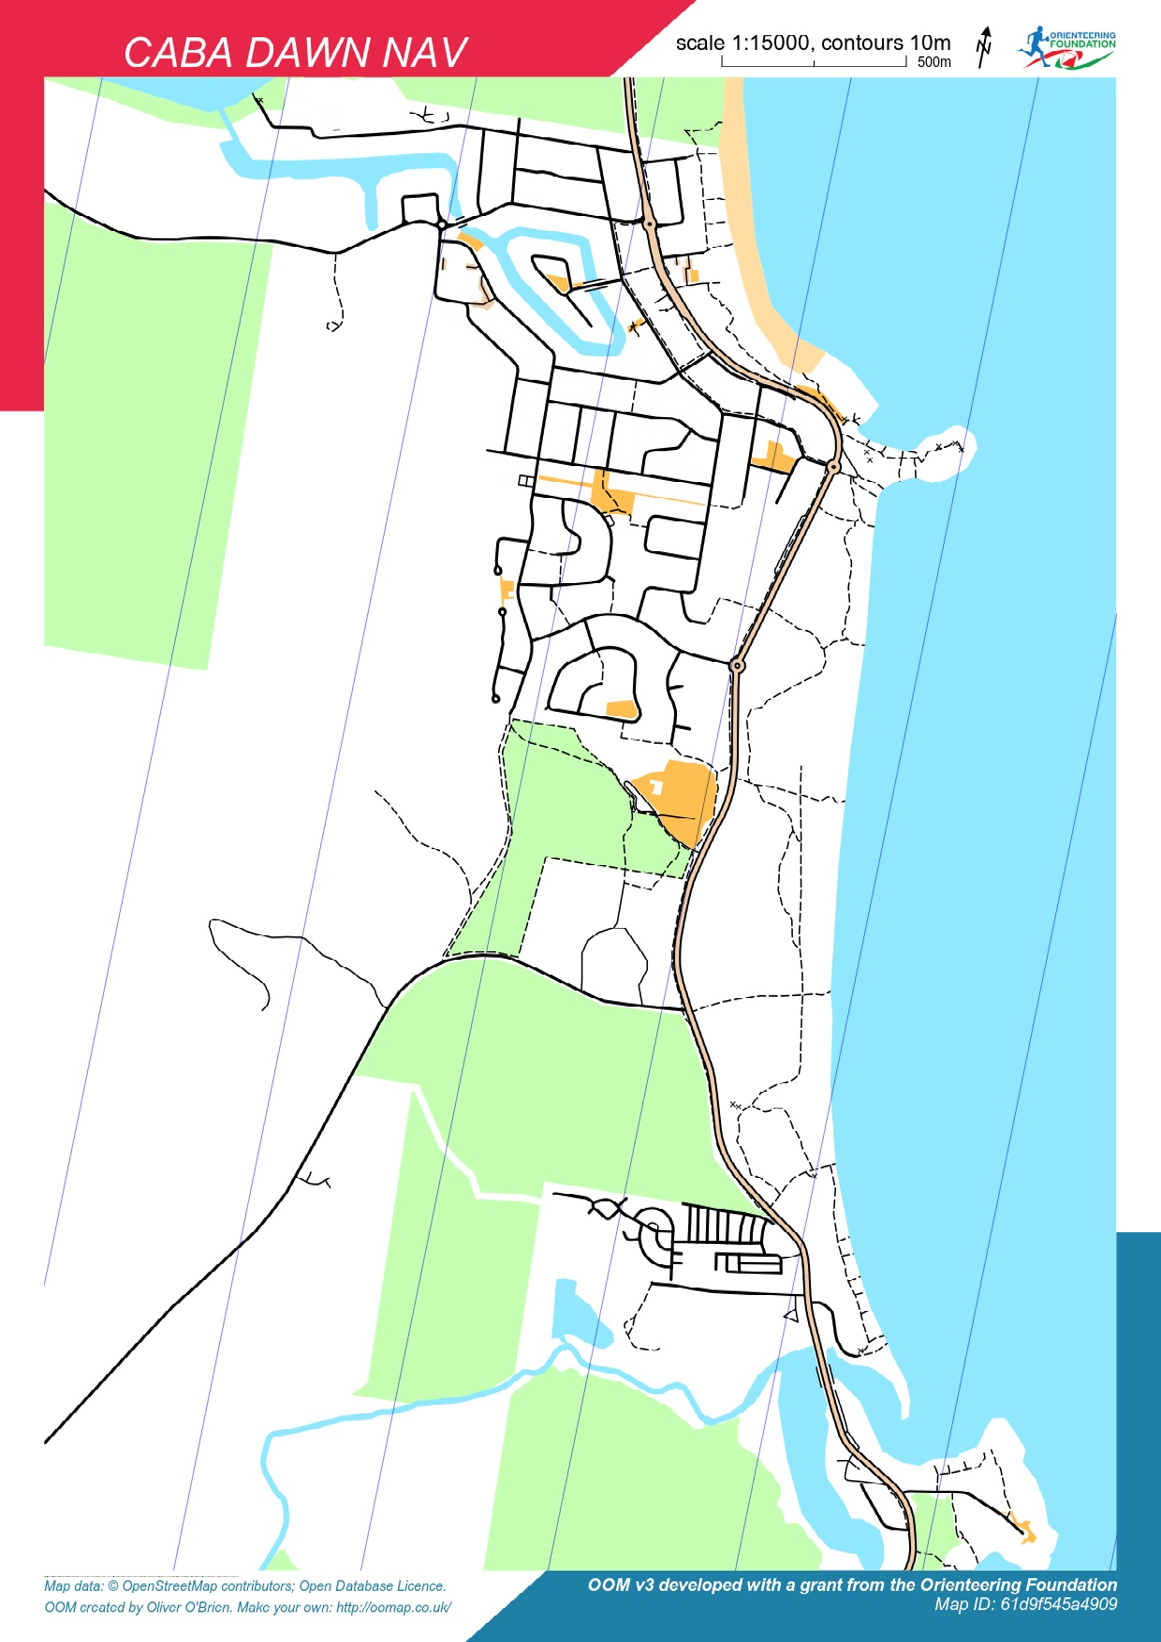 CABA DAWN NAV
scale 1:15000, contours 10m
500m
N
ORIENTEERING
FOUNDATION
Map data: © OpenStreetMap contributors; Open Database Licence.
OOM created by Oliver O'Brien. Make your own: http://oomap.co.uk/
OOM v3 developed with a grant from the Orienteering Foundation
Map ID: 61d9f545a4909